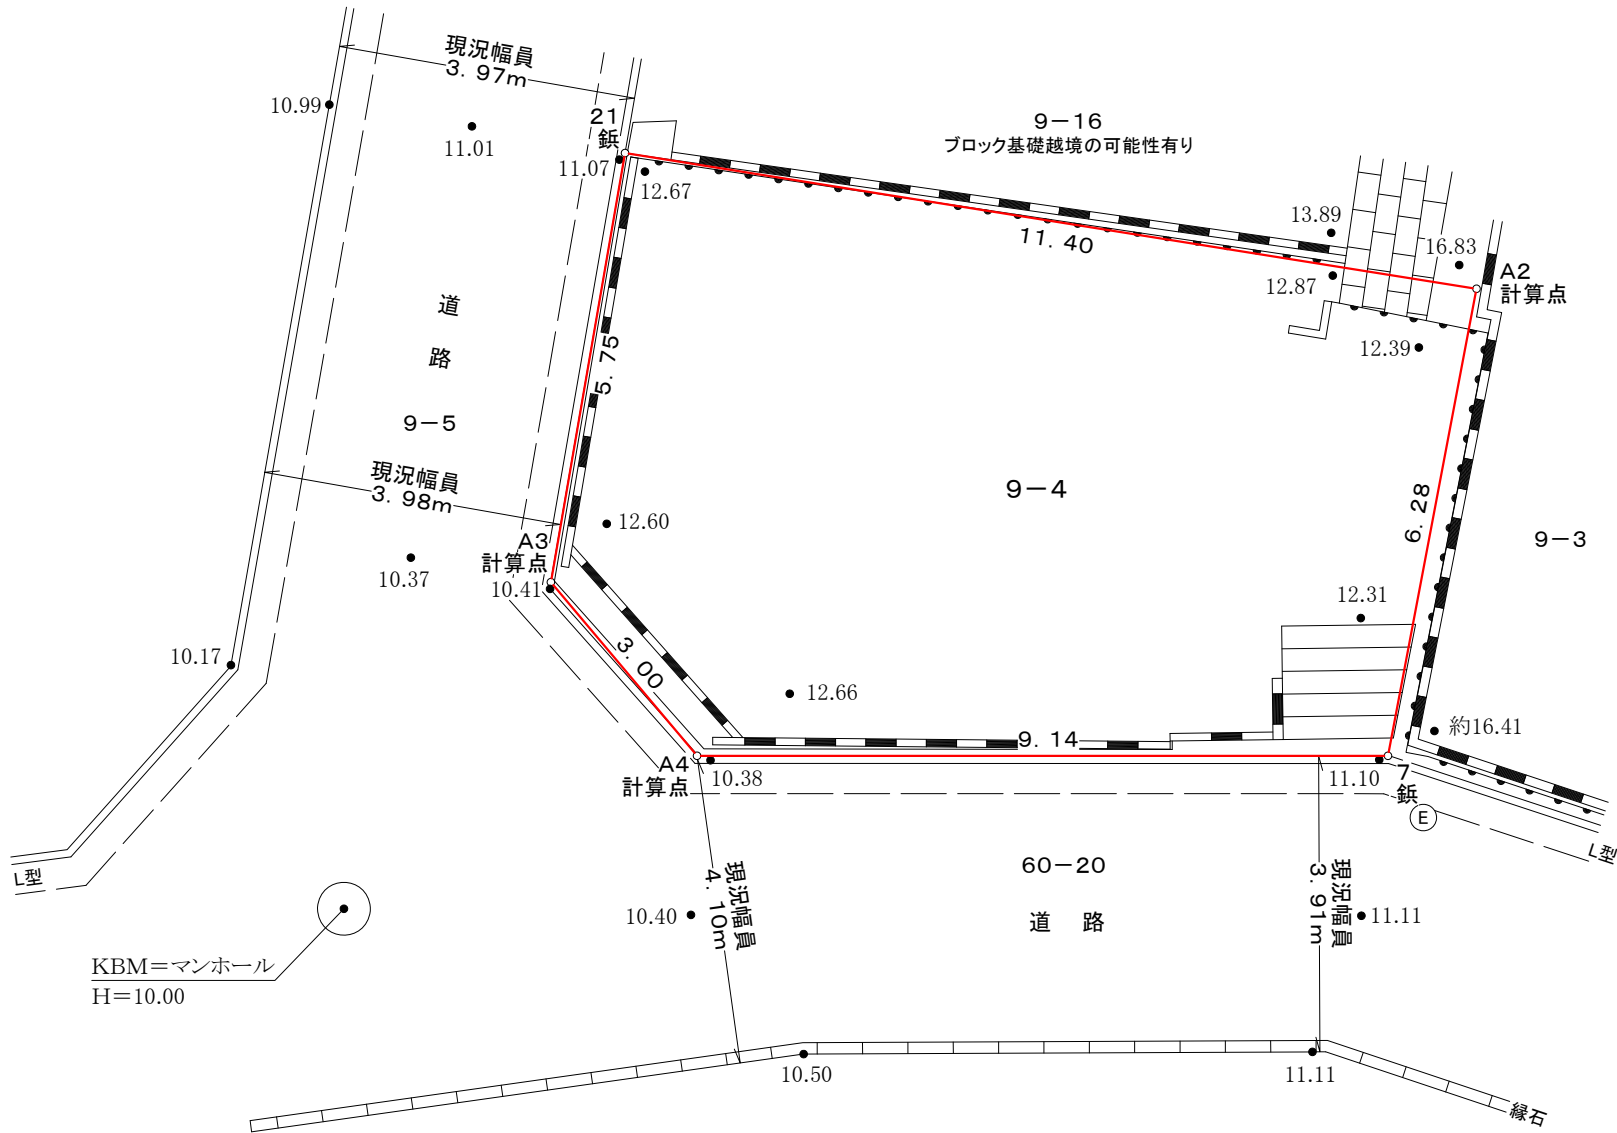 現況幅員
3. 97m
10.99
11.01
21
鋲
11.07
12.67
9-16
ブロック基礎越境の可能性有り
11. 40
13.89
16.83
12.87
A2
計算点
12.39
道
路
9-5
5. 75
現況幅員
3. 98m
12.60
9-4
6. 28
9-3
A3
計算点
10.41
10.37
10.17
3. 00
12.66
12.31
約16.41
9. 14
A4
計算点
10.38
11.10
7
鋲
E
L型
L型
現況幅員
4. 10m
60-20
道 路
現況幅員
3. 91m
10.40
11.11
KBM=マンホール
H=10.00
10.50
11.11
縁石